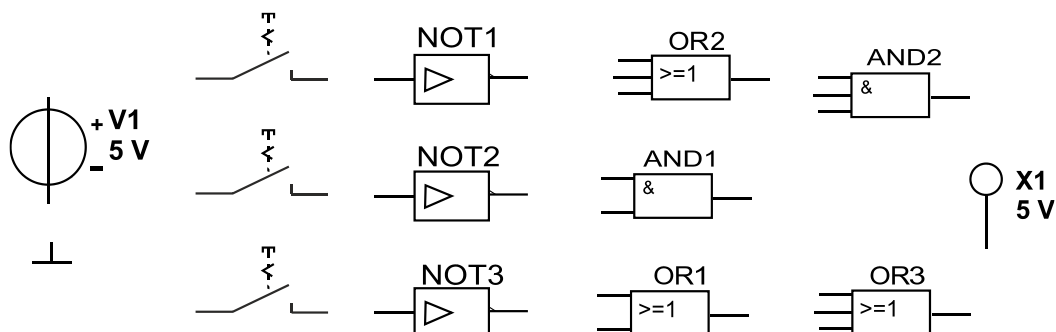 NOT1
OR2
>=1
AND2
&
+ V1
5 V
-
NOT2
AND1
&
X1
5 V
NOT3
OR1
>=1
OR3
>=1